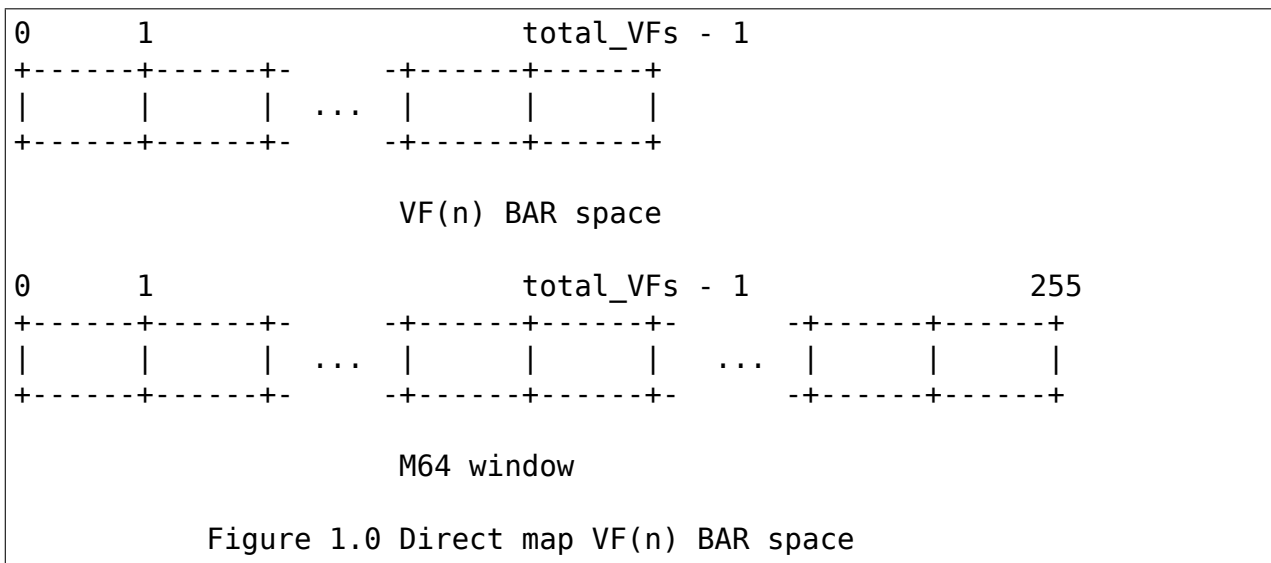 0      1                     total_VFs - 1
+------+------+-     -+------+------+
|      |      |  ...  |      |      |
+------+------+-     -+------+------+
                    VF(n) BAR space
0      1                     total_VFs - 1                255
+------+------+-     -+------+------+-      -+------+------+
|      |      |  ...  |      |      |   ...  |      |      |
+------+------+-     -+------+------+-      -+------+------+
                    M64 window
          Figure 1.0 Direct map VF(n) BAR space